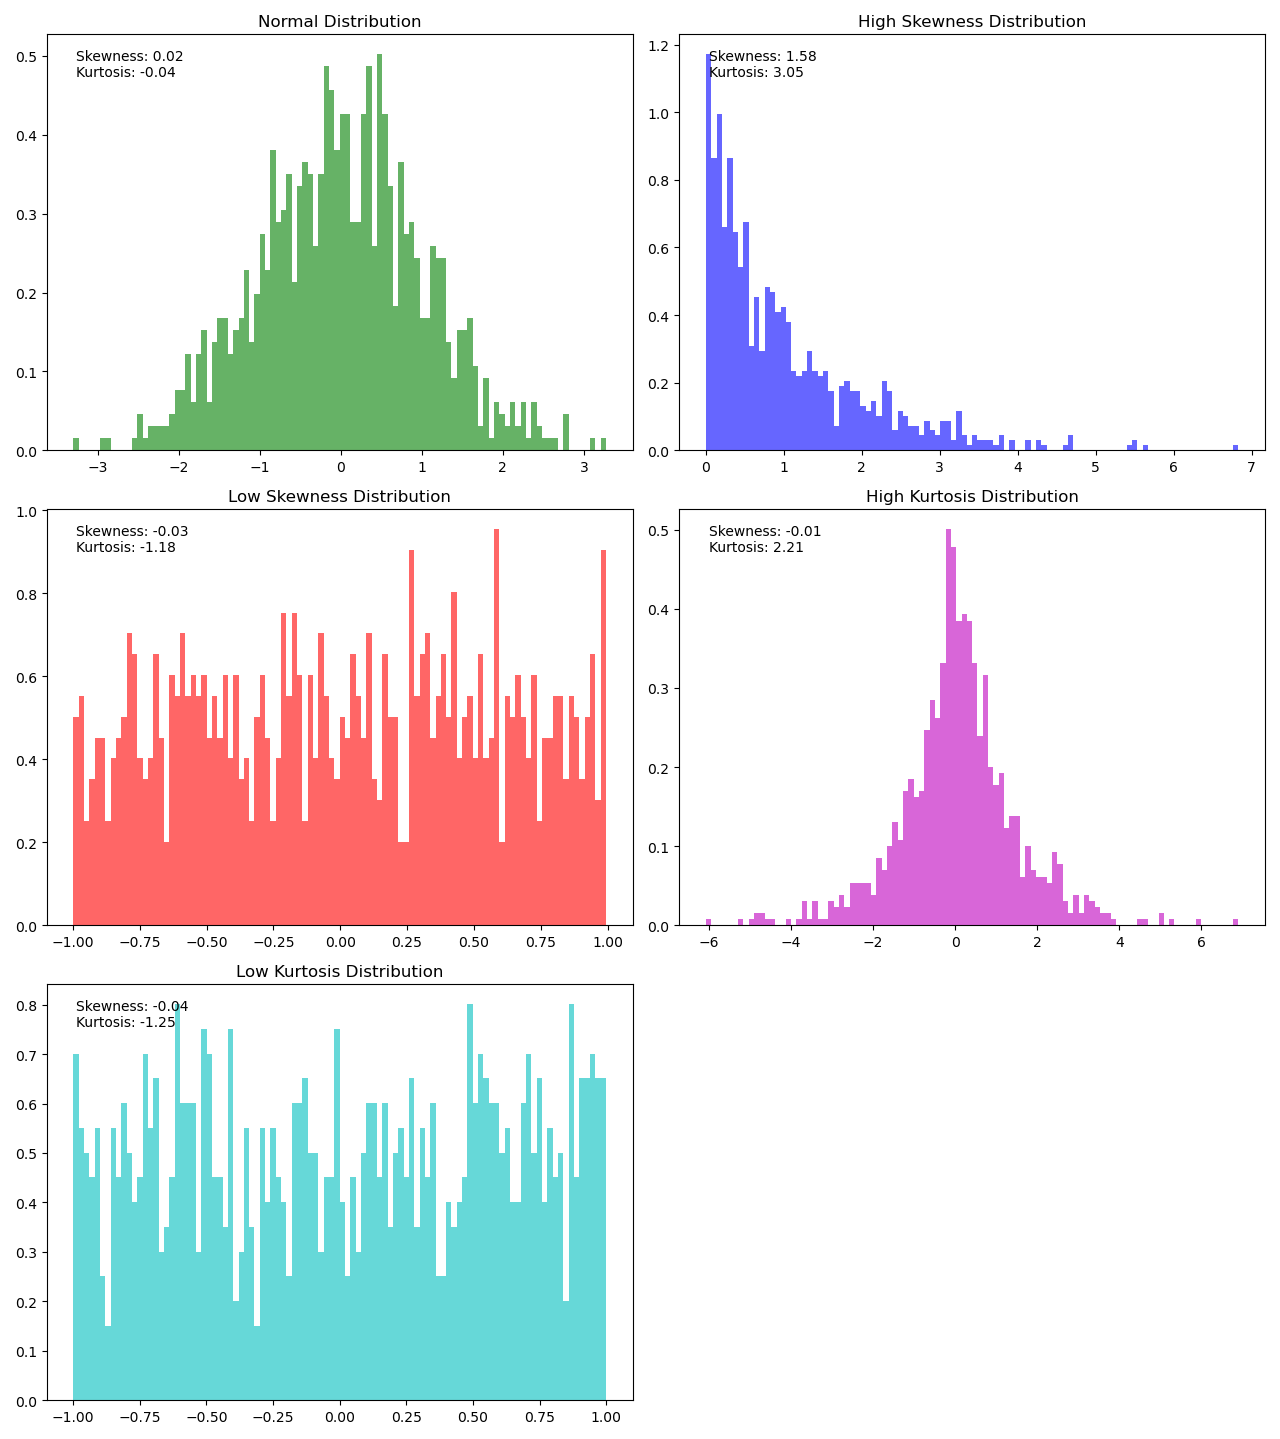 Normal Distribution
Skewness: 0.02
Kurtosis: -0.04
0.5
0.4
0.3
0.2
0.1
0.0
−3 −2 −1 0 1 2 3
High Skewness Distribution
Skewness: 1.58
Kurtosis: 3.05
1.2
1.0
0.8
0.6
0.4
0.2
0.0
0 1 2 3 4 5 6 7
Low Skewness Distribution
Skewness: -0.03
Kurtosis: -1.18
1.0
0.8
0.6
0.4
0.2
0.0
−1.00 −0.75 −0.50 −0.25 0.00 0.25 0.50 0.75 1.00
High Kurtosis Distribution
Skewness: -0.01
Kurtosis: 2.21
0.5
0.4
0.3
0.2
0.1
0.0
−6 −4 −2 0 2 4 6
Low Kurtosis Distribution
Skewness: -0.04
Kurtosis: -1.25
0.8
0.7
0.6
0.5
0.4
0.3
0.2
0.1
0.0
−1.00 −0.75 −0.50 −0.25 0.00 0.25 0.50 0.75 1.00